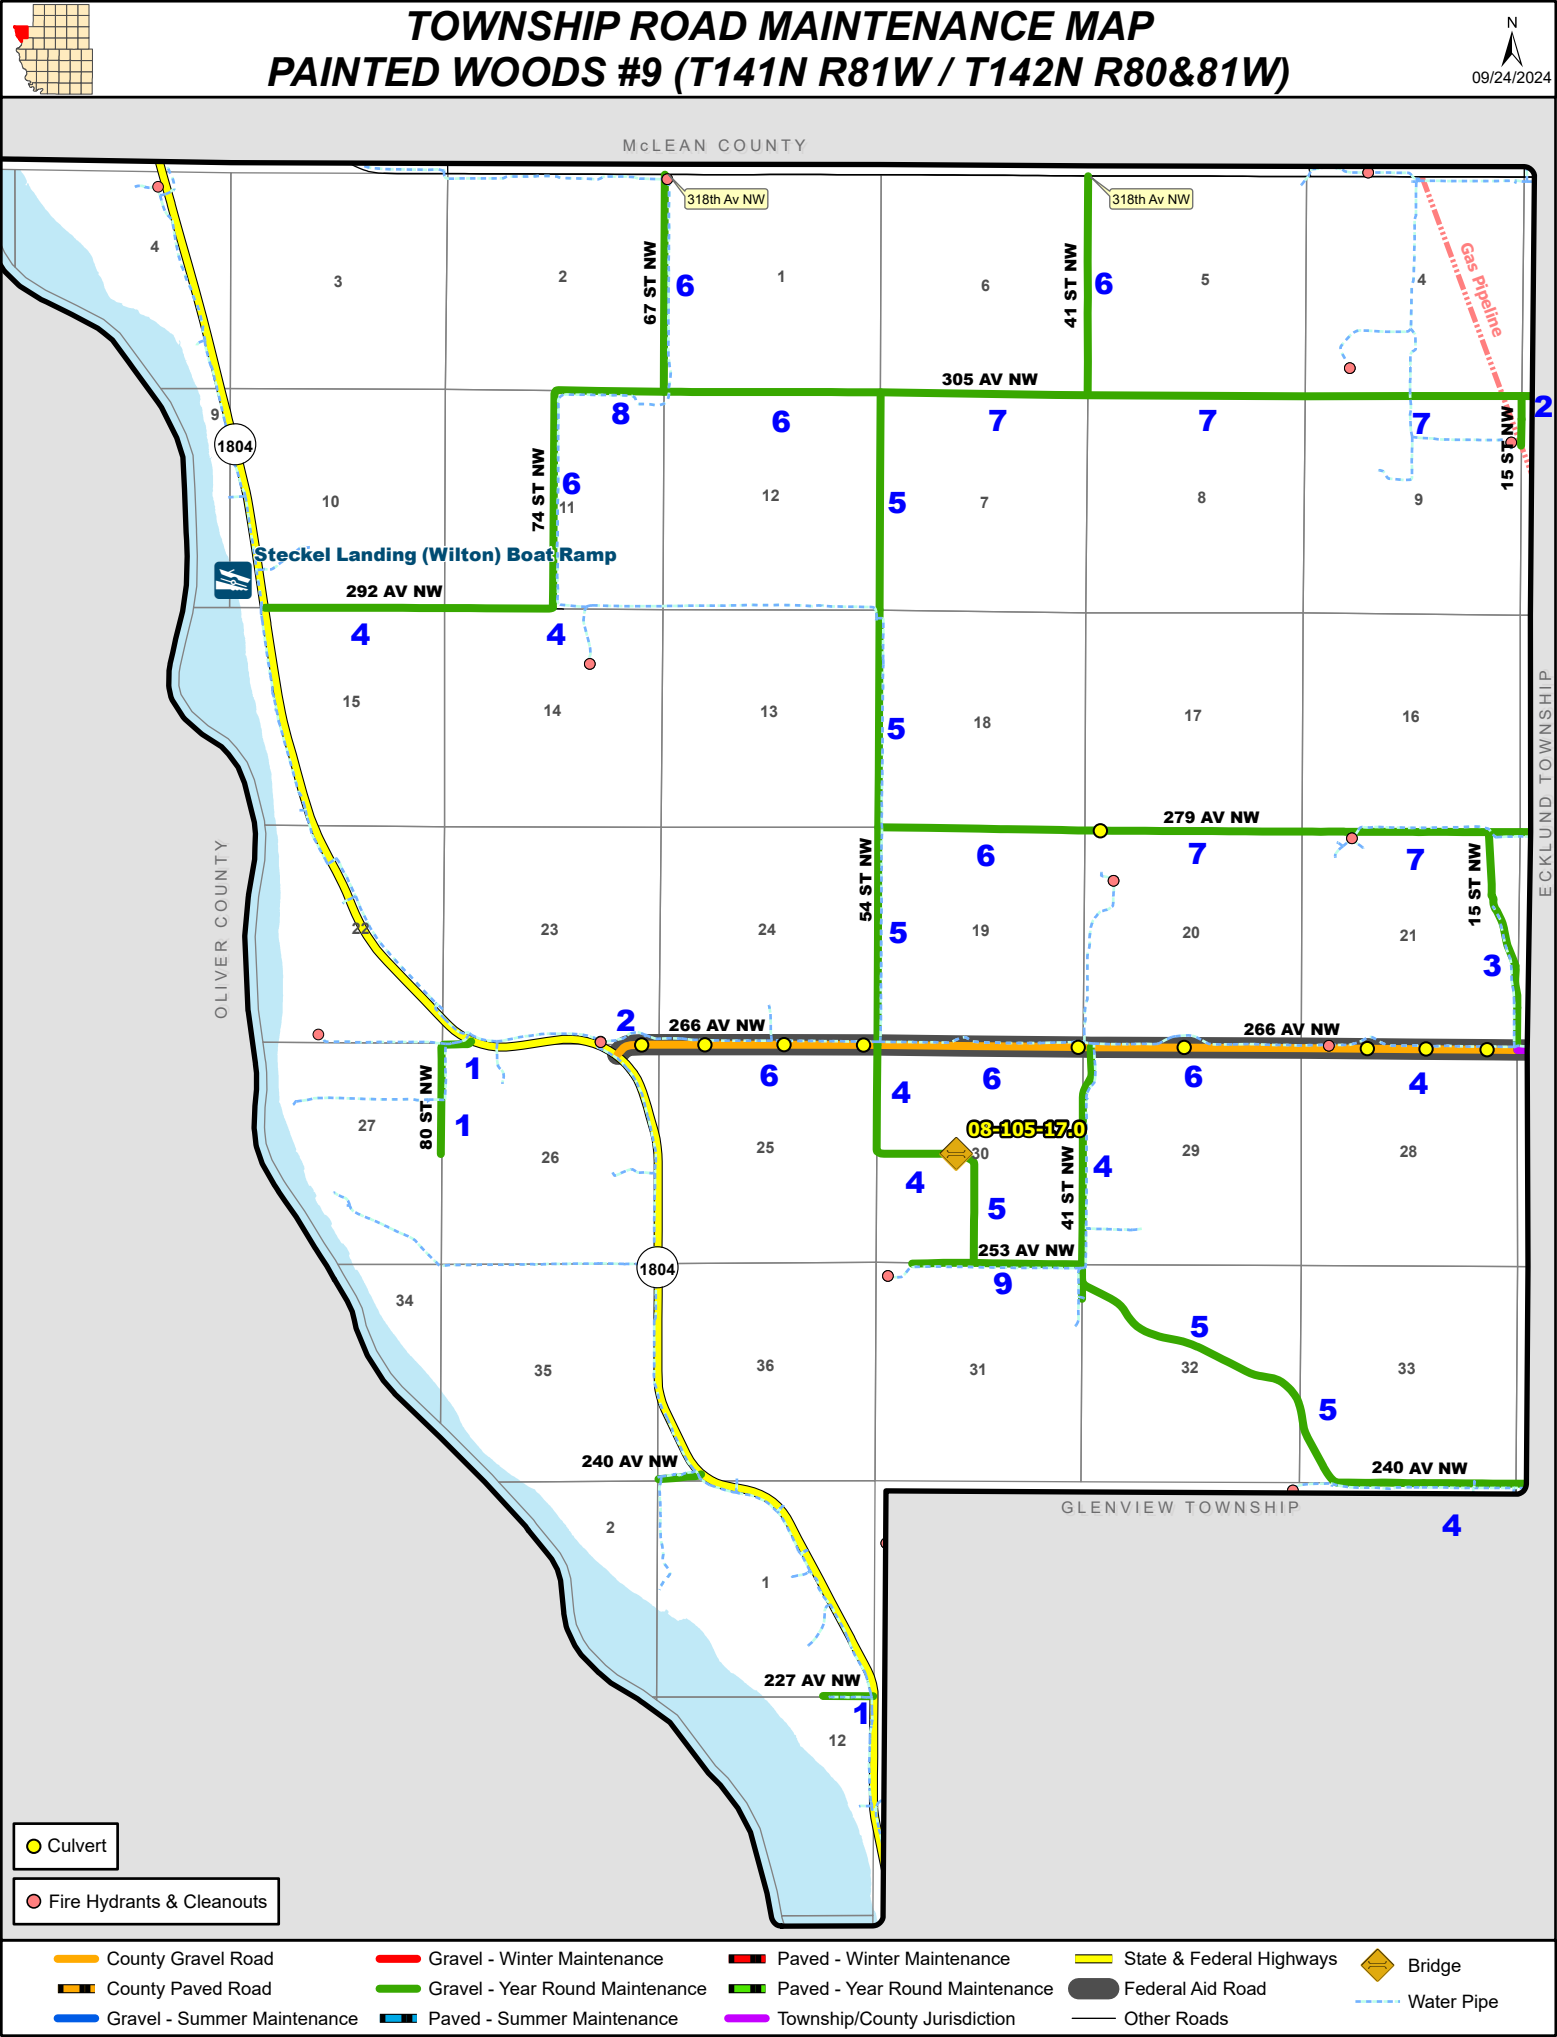 TOWNSHIP ROAD MAINTENANCE MAP
PAINTED WOODS #9 (T141N R81W / T142N R80&81W)
N
09/24/2024
McLEAN COUNTY
318th Av NW
318th Av NW
4
3
2
67 ST NW
6
1
6
41 ST NW
6
5
4
Gas Pipeline
305 AV NW
9
8
6
7
7
7
2
1804
15 ST NW
74 ST NW
6
10
11
12
5
7
8
9
Steckel Landing (Wilton) Boat Ramp
292 AV NW
4
4
15
14
13
5
18
17
16
ECKLUND TOWNSHIP
279 AV NW
6
7
7
OLIVER COUNTY
54 ST NW
15 ST NW
22
23
24
5
19
20
21
3
2
266 AV NW
266 AV NW
1
6
4
6
6
4
80 ST NW
1
27
26
25
08-105-17.0
30
29
28
4
5
41 ST NW
4
253 AV NW
1804
9
34
35
36
31
5
32
33
5
240 AV NW
240 AV NW
GLENVIEW TOWNSHIP
4
2
1
227 AV NW
1
12
Culvert
Fire Hydrants & Cleanouts
County Gravel Road
Gravel - Winter Maintenance
Paved - Winter Maintenance
State & Federal Highways
Bridge
County Paved Road
Gravel - Year Round Maintenance
Paved - Year Round Maintenance
Federal Aid Road
Water Pipe
Gravel - Summer Maintenance
Paved - Summer Maintenance
Township/County Jurisdiction
Other Roads